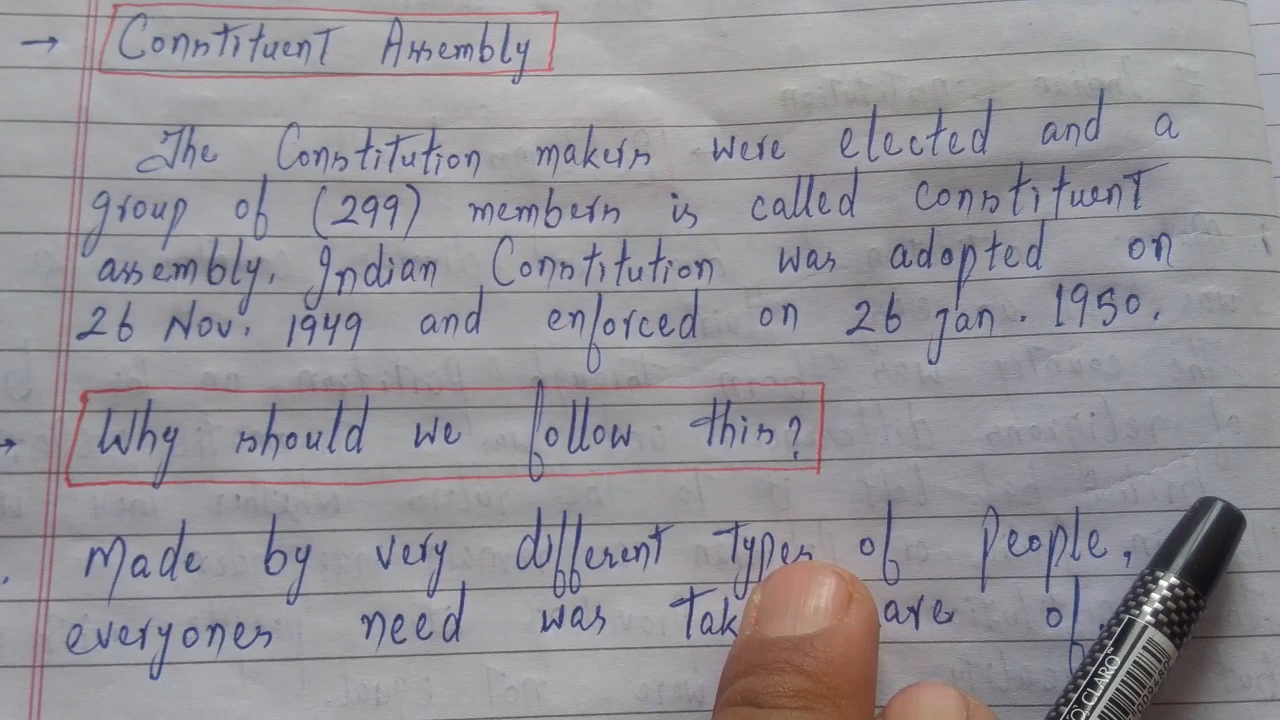 → Constituent Assembly
The Constitution makers were elected and a
group of (299) members is called constituent
assembly. Indian Constitution was adopted on
26 Nov. 1949 and enforced on 26 Jan. 1950.
→ Why should we follow this?
Made by very different types of People,
everyones need was of.
CLARO™